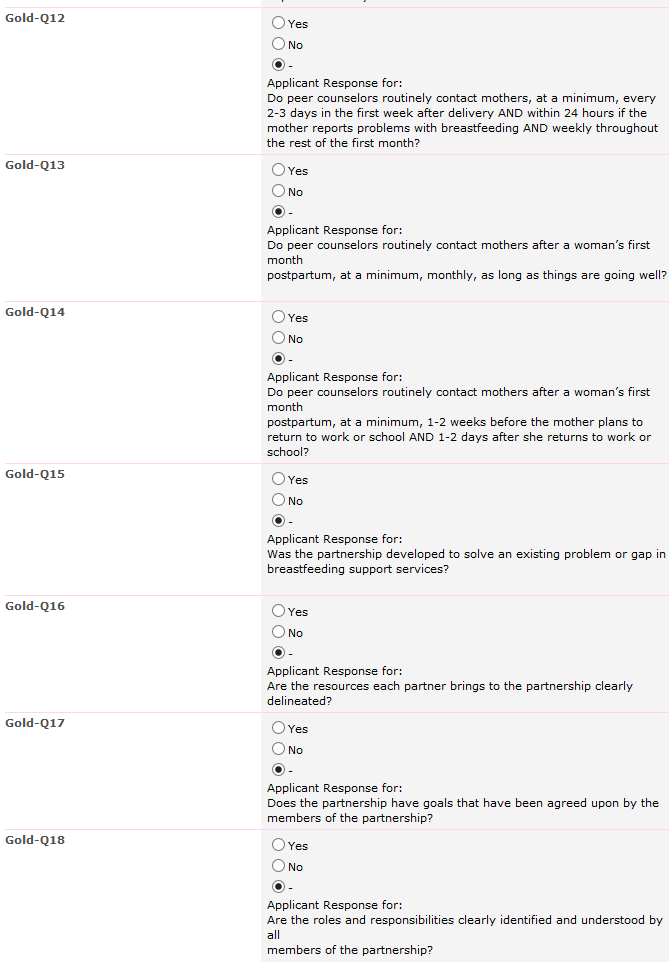 Gold-Q12
Yes
No
-
Applicant Response for:
Do peer counselors routinely contact mothers, at a minimum, every
2-3 days in the first week after delivery AND within 24 hours if the
mother reports problems with breastfeeding AND weekly throughout
the rest of the first month?
Gold-Q13
Yes
No
-
Applicant Response for:
Do peer counselors routinely contact mothers after a woman’s first
month
postpartum, at a minimum, monthly, as long as things are going well?
Gold-Q14
Yes
No
-
Applicant Response for:
Do peer counselors routinely contact mothers after a woman’s first
month
postpartum, at a minimum, 1-2 weeks before the mother plans to
return to work or school AND 1-2 days after she returns to work or
school?
Gold-Q15
Yes
No
-
Applicant Response for:
Was the partnership developed to solve an existing problem or gap in
breastfeeding support services?
Gold-Q16
Yes
No
-
Applicant Response for:
Are the resources each partner brings to the partnership clearly
delineated?
Gold-Q17
Yes
No
-
Applicant Response for:
Does the partnership have goals that have been agreed upon by the
members of the partnership?
Gold-Q18
Yes
No
-
Applicant Response for:
Are the roles and responsibilities clearly identified and understood by
all
members of the partnership?